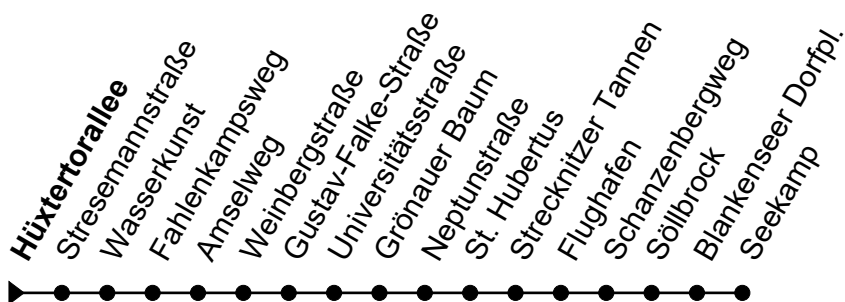 Hüxtertorallee
Stresemannstraße
Wasserkunst
Fahlenkampsweg
Amselweg
Weinbergstraße
Gustav-Falke-Straße
Universitätsstraße
Grönauer Baum
Neptunstraße
St. Hubertus
Strecknitzer Tannen
Flughafen
Schanzenbergweg
Söllbrock
Blankenseer Dorfpl.
Seekamp